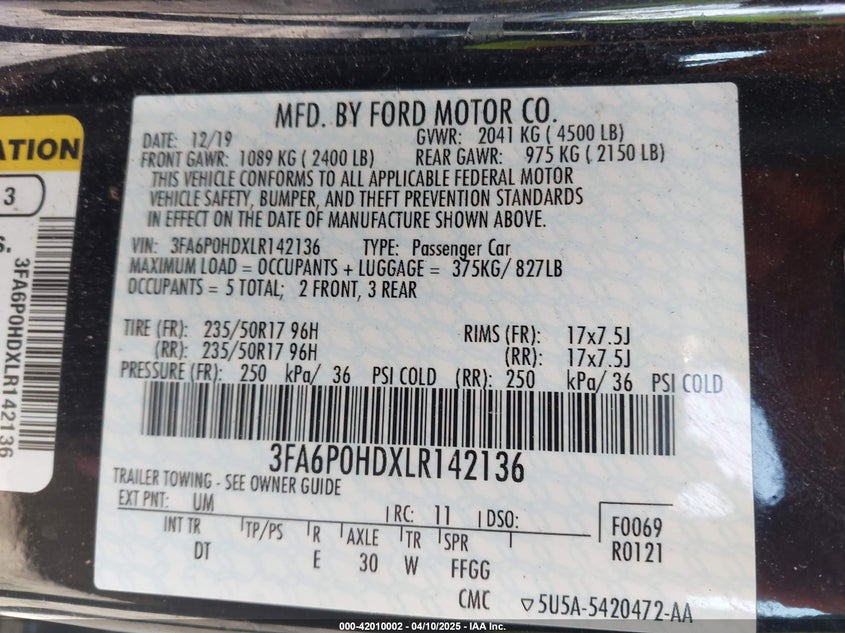 ATION
3
S.
3FA6P0HDXLR142136
MFD. BY FORD MOTOR CO.
DATE: 12/19 GVWR: 2041 KG ( 4500 LB)
FRONT GAWR: 1089 KG ( 2400 LB) REAR GAWR: 975 KG ( 2150 LB)
THIS VEHICLE CONFORMS TO ALL APPLICABLE FEDERAL MOTOR
VEHICLE SAFETY, BUMPER, AND THEFT PREVENTION STANDARDS
IN EFFECT ON THE DATE OF MANUFACTURE SHOWN ABOVE.
VIN: 3FA6P0HDXLR142136 TYPE: Passenger Car
MAXIMUM LOAD = OCCUPANTS + LUGGAGE = 375KG/ 827LB
OCCUPANTS = 5 TOTAL; 2 FRONT, 3 REAR
TIRE (FR): 235/50R17 96H RIMS (FR): 17x7.5J
(RR): 235/50R17 96H (RR): 17x7.5J
PRESSURE (FR): 250 kPa/ 36 PSI COLD (RR): 250 kPa/ 36 PSI COLD
3FA6P0HDXLR142136
TRAILER TOWING - SEE OWNER GUIDE
EXT PNT: UM RC: 11 DSO: F0069
INT TR TP/PS R AXLE TR SPR R0121
DT E 30 W FFGG
CMC ▽5U5A-5420472-AA
000-42010002 - 04/10/2025 - IAA Inc.